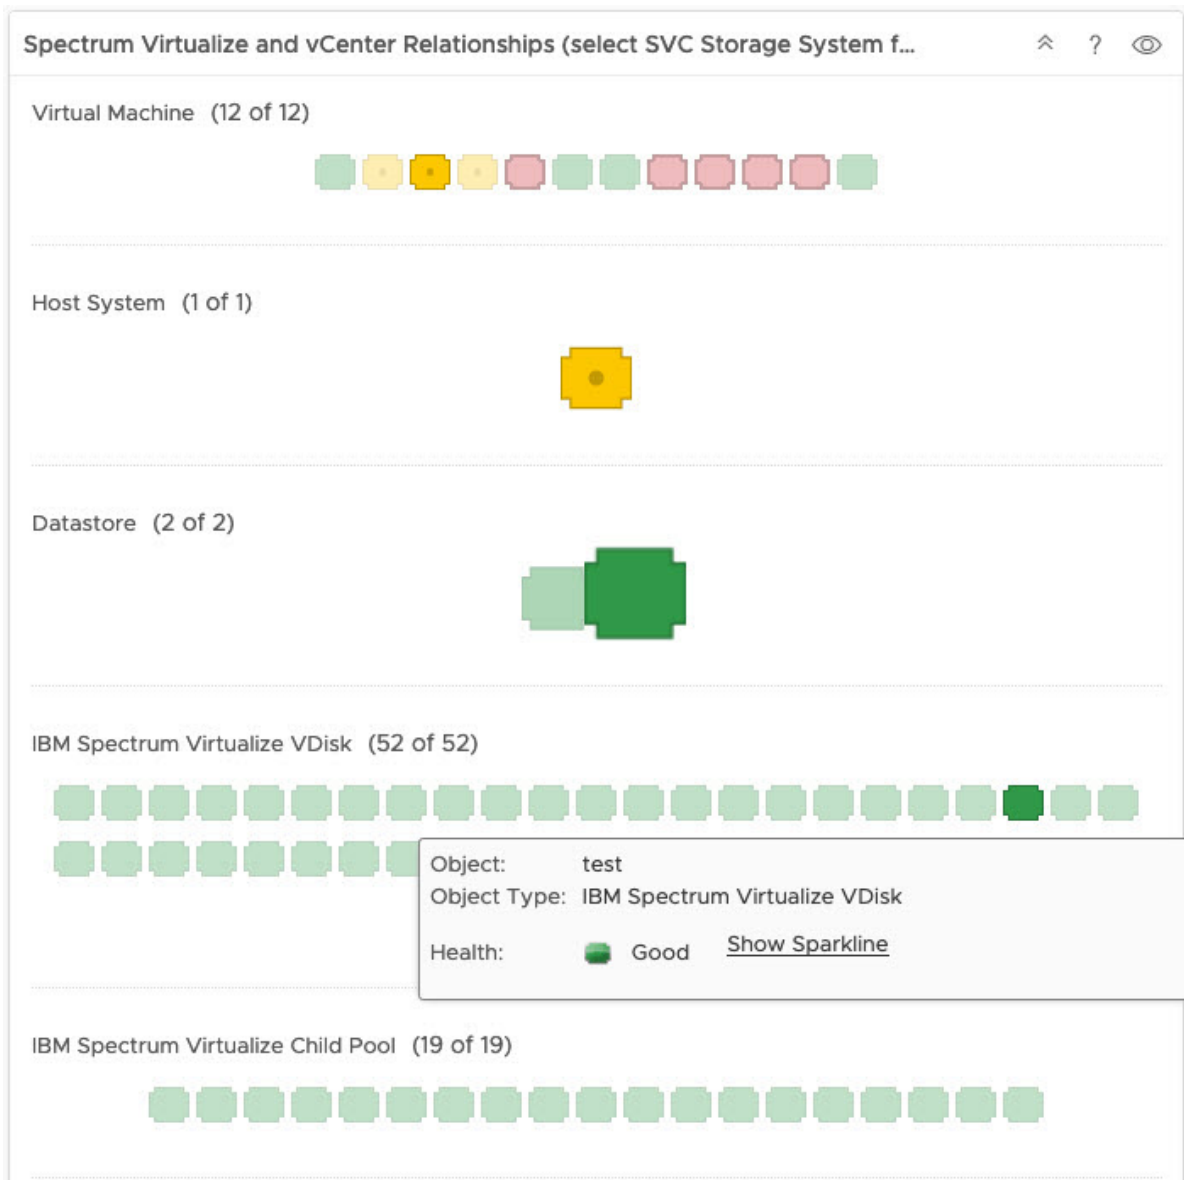 Spectrum Virtualize and vCenter Relationships (select SVC Storage System f... ?
Virtual Machine (12 of 12)
Host System (1 of 1)
Datastore (2 of 2)
IBM Spectrum Virtualize VDisk (52 of 52)
Object: test
Object Type: IBM Spectrum Virtualize VDisk
Health: Good Show Sparkline
IBM Spectrum Virtualize Child Pool (19 of 19)